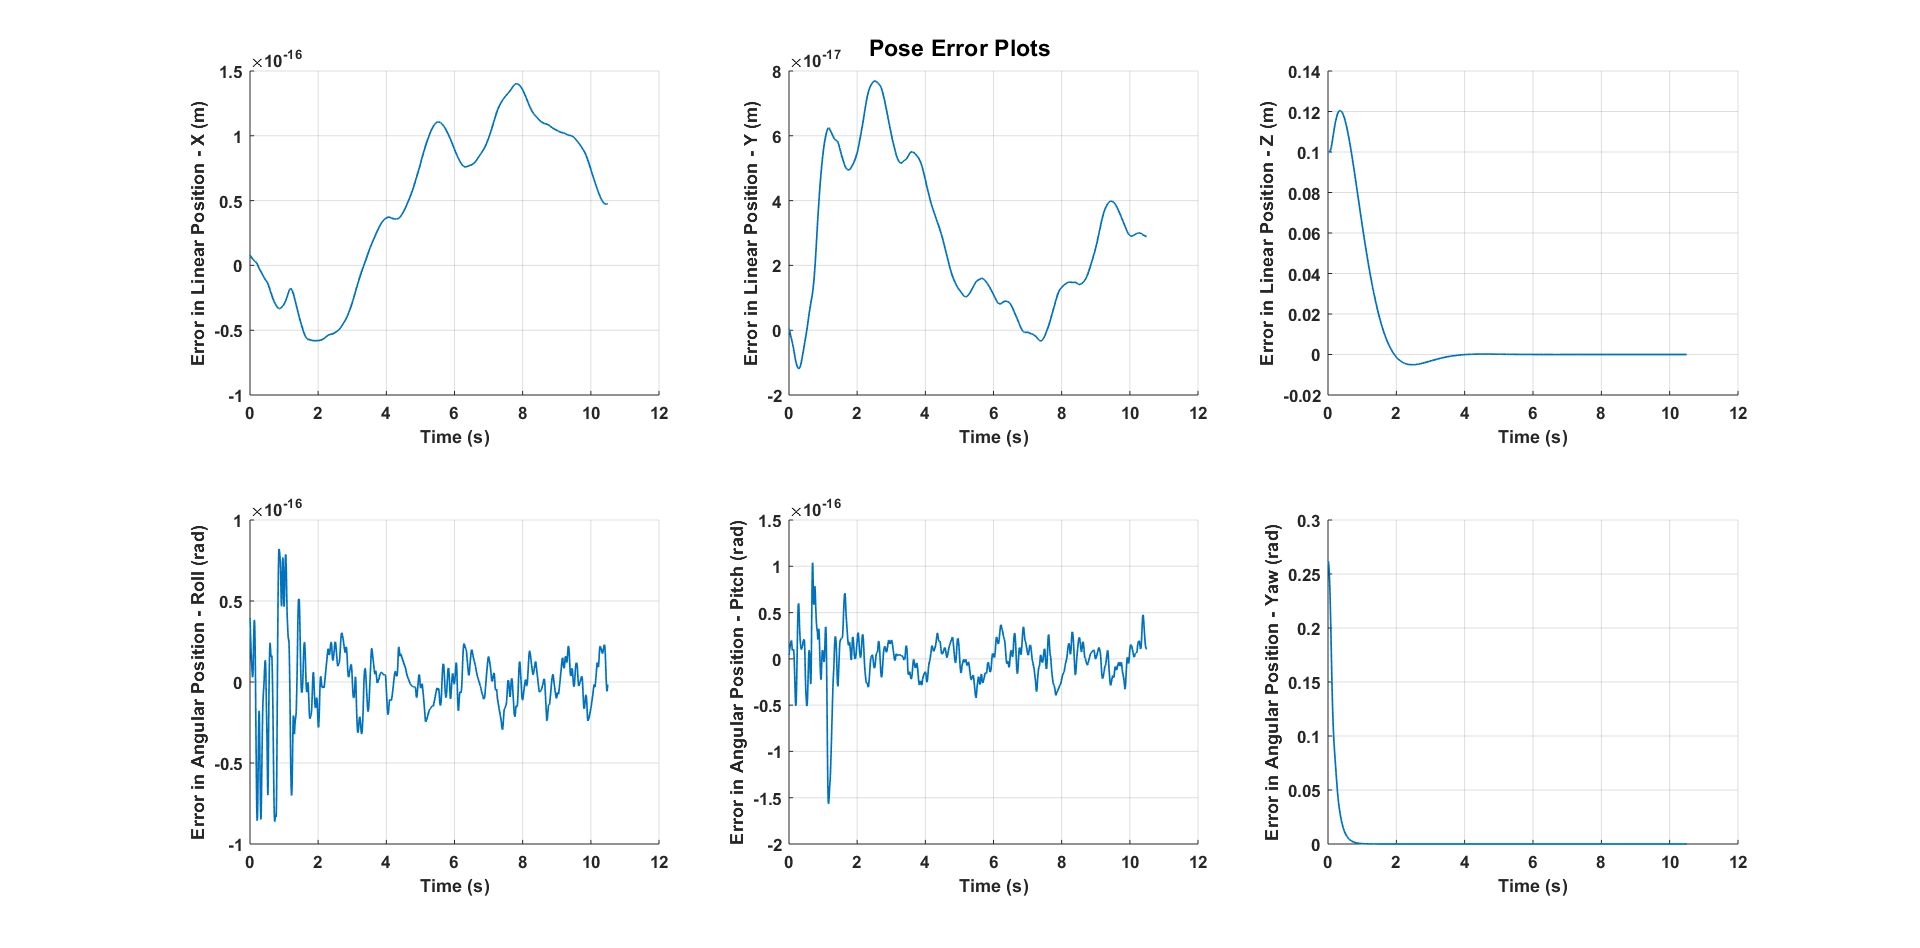 Pose Error Plots
×10-16
1.5
1
0.5
0
-0.5
-1
Error in Linear Position - X (m)
0 2 4 6 8 10 12
Time (s)
×10-17
8
6
4
2
0
-2
Error in Linear Position - Y (m)
0 2 4 6 8 10 12
Time (s)
0.14
0.12
0.1
0.08
0.06
0.04
0.02
0
-0.02
Error in Linear Position - Z (m)
0 2 4 6 8 10 12
Time (s)
×10-16
1
0.5
0
-0.5
-1
Error in Angular Position - Roll (rad)
0 2 4 6 8 10 12
Time (s)
×10-16
1.5
1
0.5
0
-0.5
-1
-1.5
-2
Error in Angular Position - Pitch (rad)
0 2 4 6 8 10 12
Time (s)
0.3
0.25
0.2
0.15
0.1
0.05
0
Error in Angular Position - Yaw (rad)
0 2 4 6 8 10 12
Time (s)